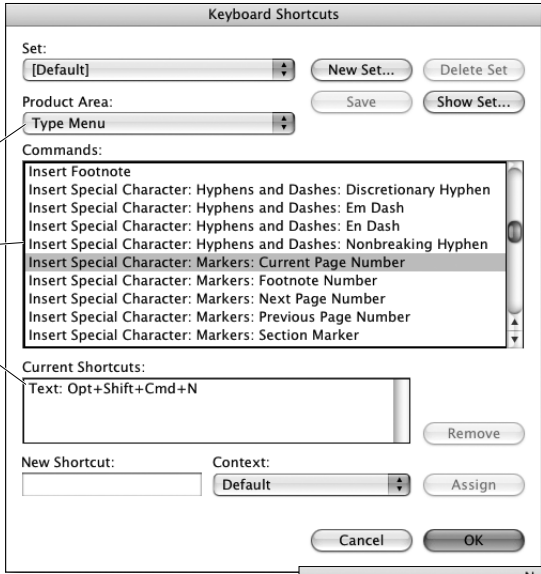 Keyboard Shortcuts
Set:
[Default]
New Set...
Delete Set
Product Area:
Save
Show Set...
Type Menu
Commands:
Insert Footnote
Insert Special Character: Hyphens and Dashes: Discretionary Hyphen
Insert Special Character: Hyphens and Dashes: Em Dash
Insert Special Character: Hyphens and Dashes: En Dash
Insert Special Character: Hyphens and Dashes: Nonbreaking Hyphen
Insert Special Character: Markers: Current Page Number
Insert Special Character: Markers: Footnote Number
Insert Special Character: Markers: Next Page Number
Insert Special Character: Markers: Previous Page Number
Insert Special Character: Markers: Section Marker
Current Shortcuts:
Text: Opt+Shift+Cmd+N
Remove
New Shortcut:
Context:
Default
Assign
Cancel
OK